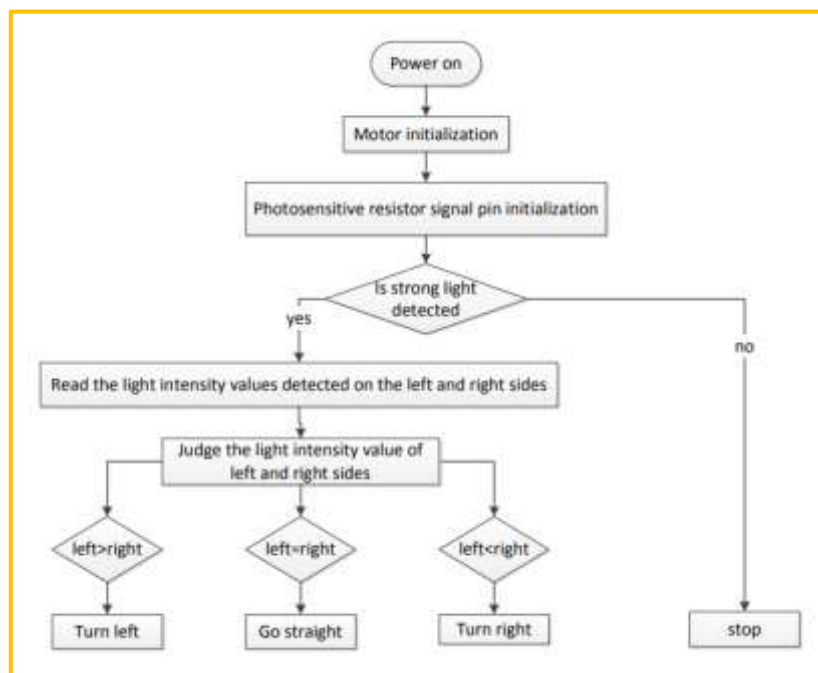 Power on
Motor initialization
Photosensitive resistor signal pin initialization
Is strong light
detected
yes
no
Read the light intensity values detected on the left and right sides
Judge the light intensity value of
left and right sides
left>right
left=right
left<right
Turn left
Go straight
Turn right
stop